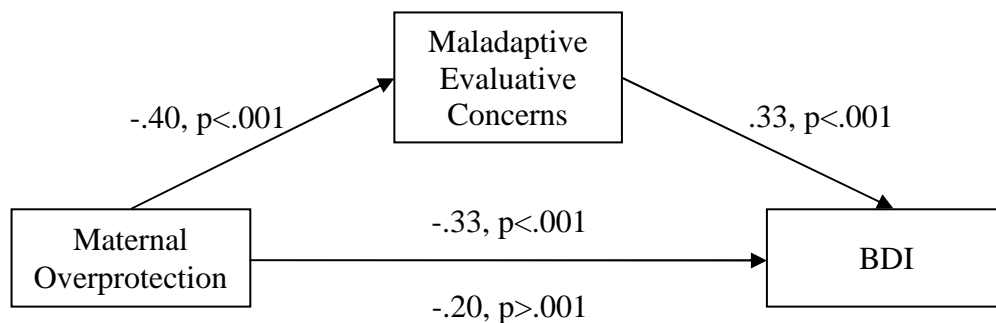 Maladaptive
Evaluative
Concerns
-.40, p<.001
.33, p<.001
Maternal
Overprotection
-.33, p<.001
BDI
-.20, p>.001